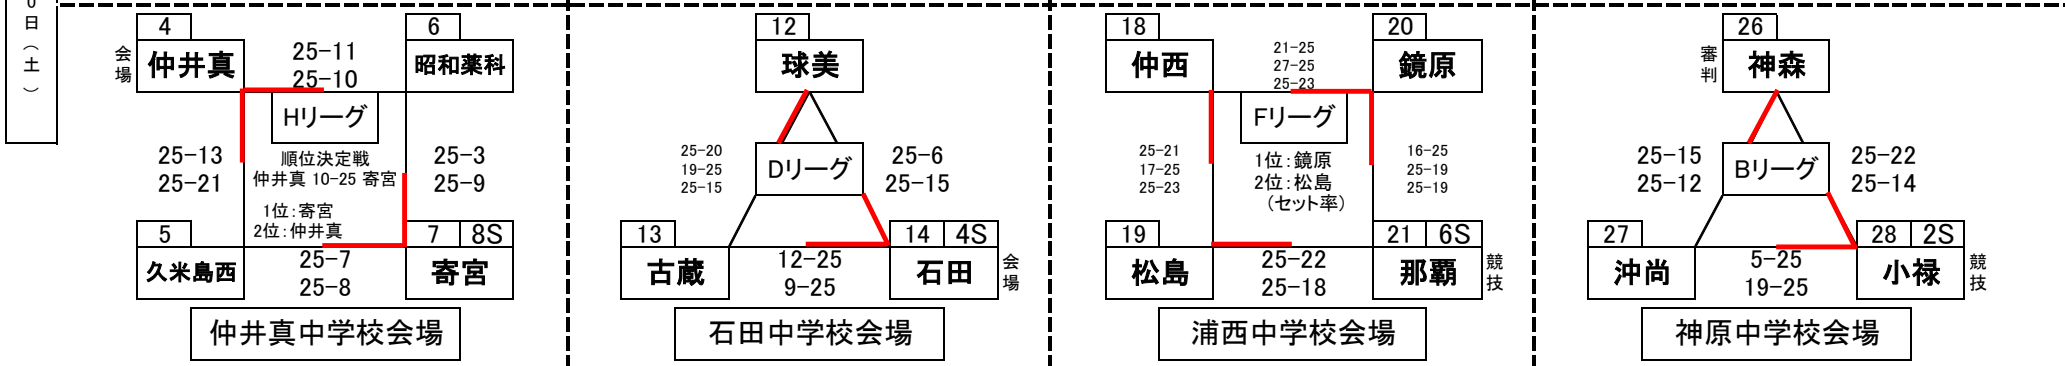 0日(土)
4
6
会場
仲井真
25-11
25-10
昭和薬科
Hリーグ
25-13
25-21
順位決定戦
仲井真 10-25 寄宮
25-3
25-9
1位:寄宮
2位:仲井真
5
7
8S
久米島西
25-7
25-8
寄宮
仲井真中学校会場
12
球美
25-20
19-25
25-15
Dリーグ
25-6
25-15
13
14
4S
古蔵
12-25
9-25
石田
会場
石田中学校会場
18
20
仲西
21-25
27-25
25-23
鏡原
Fリーグ
25-21
17-25
25-23
1位:鏡原
2位:松島
(セット率)
16-25
25-19
25-19
19
21
6S
松島
25-22
25-18
那覇
競技
浦西中学校会場
26
審判
神森
25-15
25-12
Bリーグ
25-22
25-14
27
28
2S
沖尚
5-25
19-25
小禄
競技
神原中学校会場